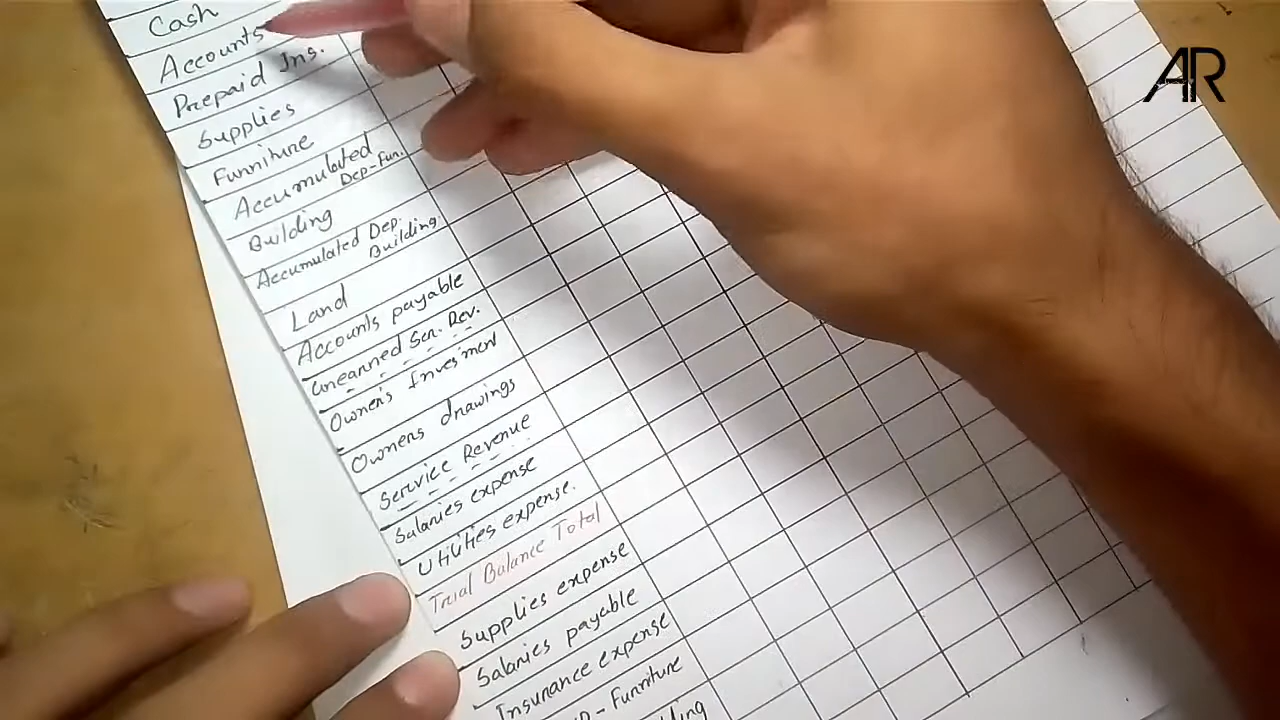 Cash
Accounts
Prepaid Ins.
Supplies
Furniture
Accumulated
Dep-Fur.
Building
Accumulated Dep.
Building.
Land
Accounts payable
Unearned Ser. Rev.
Owner's Invesment
Owners drawings
Service Revenue
Salaries expense
Utilities expense.
Trial Balance Total
Supplies expense
Salaries payable
Insurance expense
- Furniture
AR